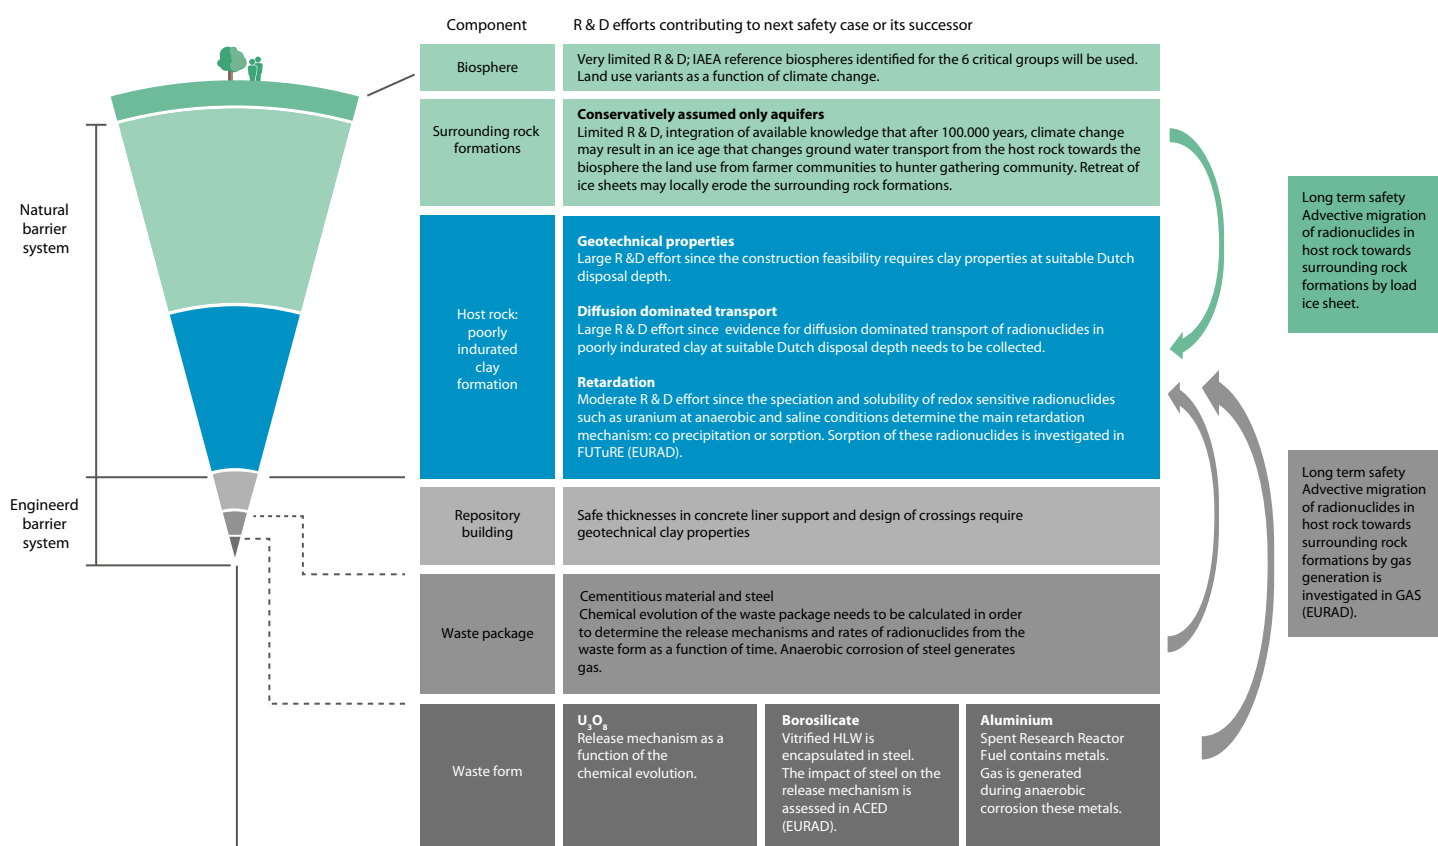 Component
R & D efforts contributing to next safety case or its successor
Biosphere
Very limited R & D; IAEA reference biospheres identified for the 6 critical groups will be used.
Land use variants as a function of climate change.
Surrounding rock
formations
Conservatively assumed only aquifers
Limited R & D, integration of available knowledge that after 100.000 years, climate change
may result in an ice age that changes ground water transport from the host rock towards the
biosphere the land use from farmer communities to hunter gathering community. Retreat of
ice sheets may locally erode the surrounding rock formations.
Natural
barrier
system
Long term safety
Advective migration
of radionuclides in
host rock towards
surrounding rock
formations by load
ice sheet.
Host rock:
poorly
indurated
clay
formation
Geotechnical properties
Large R &D effort since the construction feasibility requires clay properties at suitable Dutch
disposal depth.
Diffusion dominated transport
Large R & D effort since evidence for diffusion dominated transport of radionuclides in
poorly indurated clay at suitable Dutch disposal depth needs to be collected.
Retardation
Moderate R & D effort since the speciation and solubility of redox sensitive radionuclides
such as uranium at anaerobic and saline conditions determine the main retardation
mechanism: co precipitation or sorption. Sorption of these radionuclides is investigated in
FUTuRE (EURAD).
Engineerd
barrier
system
Long term safety
Advective migration
of radionuclides in
host rock towards
surrounding rock
formations by gas
generation is
investigated in GAS
(EURAD).
Repository
building
Safe thicknesses in concrete liner support and design of crossings require
geotechnical clay properties
Waste package
Cementitious material and steel
Chemical evolution of the waste package needs to be calculated in order
to determine the release mechanisms and rates of radionuclides from the
waste form as a function of time. Anaerobic corrosion of steel generates
gas.
Waste form
U₃O₈
Release mechanism as a
function of the
chemical evolution.
Borosilicate
Vitrified HLW is
encapsulated in steel.
The impact of steel on the
release mechanism is
assessed in ACED
(EURAD).
Aluminium
Spent Research Reactor
Fuel contains metals.
Gas is generated
during anaerobic
corrosion these metals.